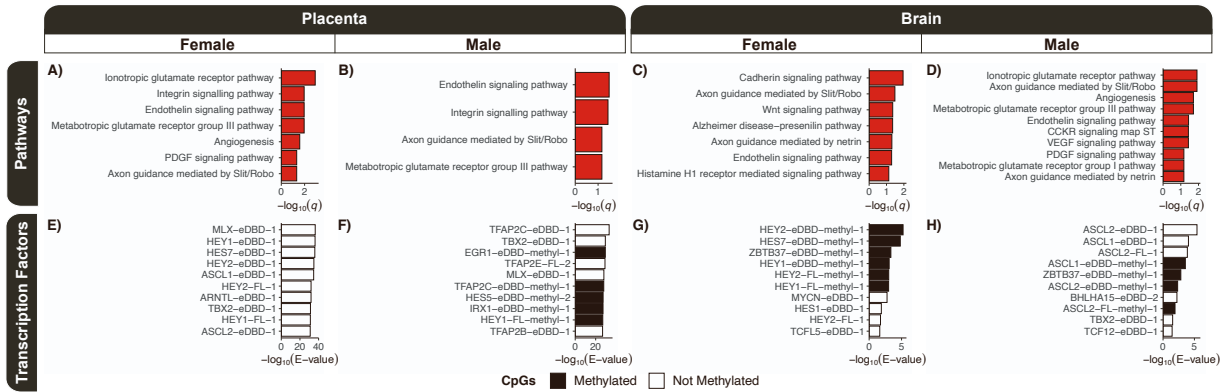 Placenta
Brain
Female
Male
Female
Male
Pathways
A)
Ionotropic glutamate receptor pathway
Integrin signalling pathway
Endothelin signaling pathway
Metabotropic glutamate receptor group III pathway
Angiogenesis
PDGF signaling pathway
Axon guidance mediated by Slit/Robo
0 2
−log10(q)
B)
Endothelin signaling pathway
Integrin signalling pathway
Axon guidance mediated by Slit/Robo
Metabotropic glutamate receptor group III pathway
0 1
−log10(q)
C)
Cadherin signaling pathway
Axon guidance mediated by Slit/Robo
Wnt signaling pathway
Alzheimer disease−presenilin pathway
Axon guidance mediated by netrin
Endothelin signaling pathway
Histamine H1 receptor mediated signaling pathway
0 1 2
−log10(q)
D)
Ionotropic glutamate receptor pathway
Axon guidance mediated by Slit/Robo
Angiogenesis
Metabotropic glutamate receptor group III pathway
Endothelin signaling pathway
CCKR signaling map ST
VEGF signaling pathway
PDGF signaling pathway
Metabotropic glutamate receptor group I pathway
Axon guidance mediated by netrin
0 1 2
−log10(q)
Transcription Factors
E)
MLX−eDBD−1
HEY1−eDBD−1
HES7−eDBD−1
HEY2−eDBD−1
ASCL1−eDBD−1
HEY2−FL−1
ARNTL−eDBD−1
TBX2−eDBD−1
HEY1−FL−1
ASCL2−eDBD−1
0 20 40
−log10(E−value)
F)
TFAP2C−eDBD−1
TBX2−eDBD−1
EGR1−eDBD−methyl−1
TFAP2E−FL−2
MLX−eDBD−1
TFAP2C−eDBD−methyl−1
HES5−eDBD−methyl−2
IRX1−eDBD−methyl−1
HEY1−FL−methyl−1
TFAP2B−eDBD−1
0 20
−log10(E−value)
G)
HEY2−eDBD−methyl−1
HES7−eDBD−methyl−1
ZBTB37−eDBD−methyl−1
HEY1−eDBD−methyl−1
HEY2−FL−methyl−1
HEY1−FL−methyl−1
MYCN−eDBD−1
HES1−eDBD−1
HEY2−FL−1
TCFL5−eDBD−1
0 5
−log10(E−value)
H)
ASCL2−eDBD−1
ASCL1−eDBD−1
ASCL2−FL−1
ASCL1−eDBD−methyl−1
ZBTB37−eDBD−methyl−1
ASCL2−eDBD−methyl−1
BHLHA15−eDBD−2
ASCL2−FL−methyl−1
TBX2−eDBD−1
TCF12−eDBD−1
0 5
−log10(E−value)
CpGs Methylated Not Methylated